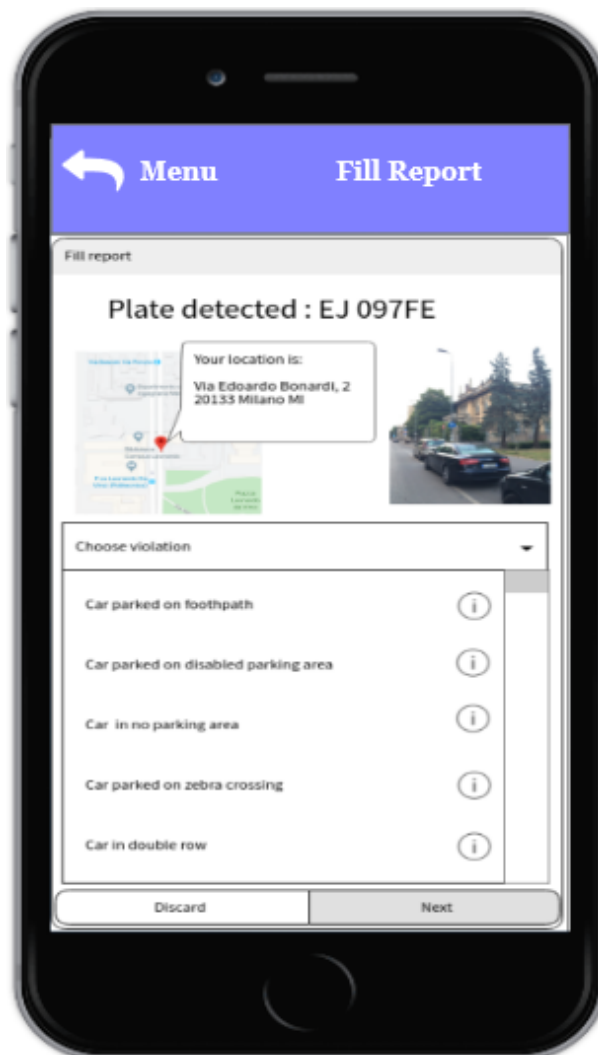 Menu
Fill Report
Fill report
Plate detected : EJ 097FE
Your location is:
Via Edoardo Bonardi, 2
20133 Milano MI
Choose violation
Car parked on foothpath
Car parked on disabled parking area
Car in no parking area
Car parked on zebra crossing
Car in double row
Discard
Next